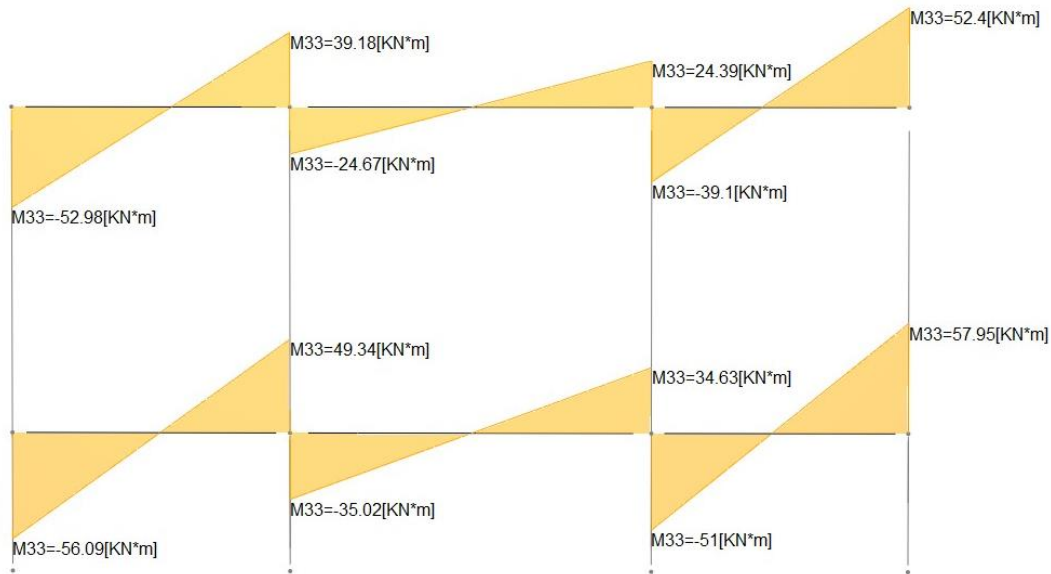 M33=52.4[KN*m]
M33=39.18[KN*m]
M33=24.39[KN*m]
M33=-24.67[KN*m]
M33=-39.1[KN*m]
M33=-52.98[KN*m]
M33=57.95[KN*m]
M33=49.34[KN*m]
M33=34.63[KN*m]
M33=-35.02[KN*m]
M33=-51[KN*m]
M33=-56.09[KN*m]